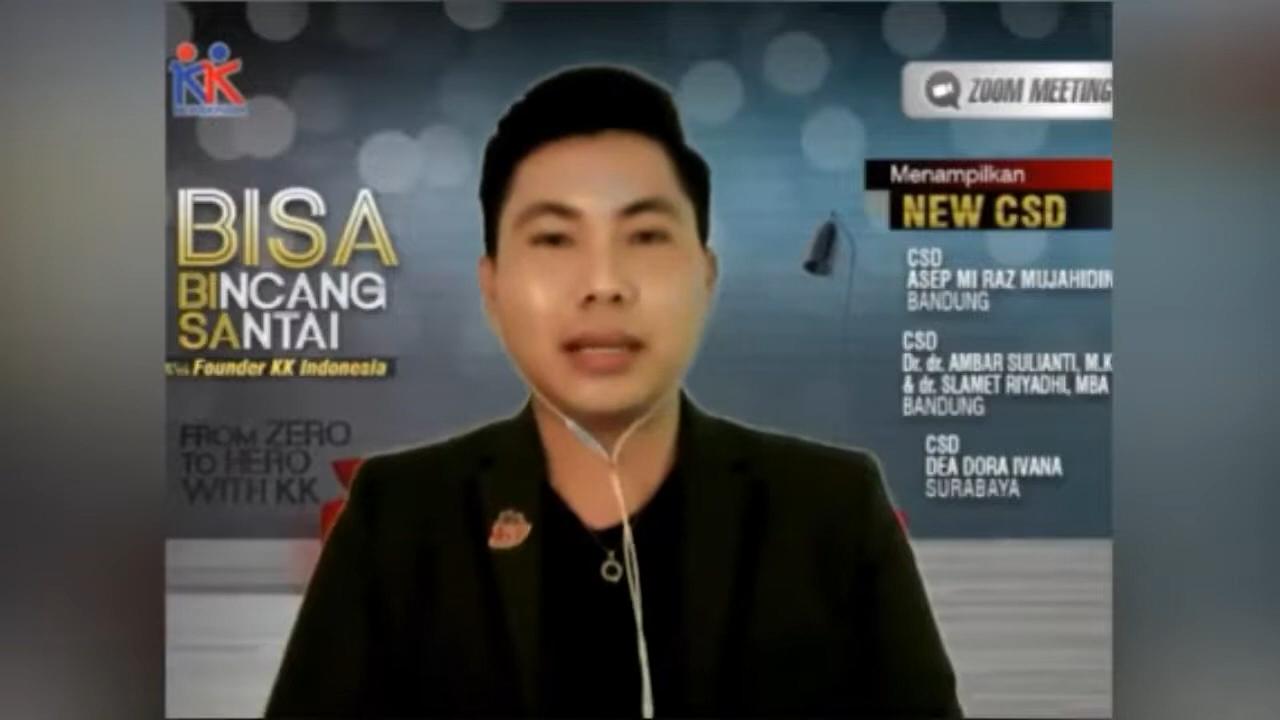 KK
BISA
BINCANG
SANTAI
Founder KK Indonesia
FROM ZERO
TO HERO
WITH KK
ZOOM MEETING
Menampilkan
NEW CSD
CSD
ASEP MI RAZ MUJAHIDIN
BANDUNG
CSD
Dr. dr. AMBAR SULIANTI, M.K
& dr. SLAMET RIYADHI, MBA
BANDUNG
CSD
DEA DORA IVANA
SURABAYA